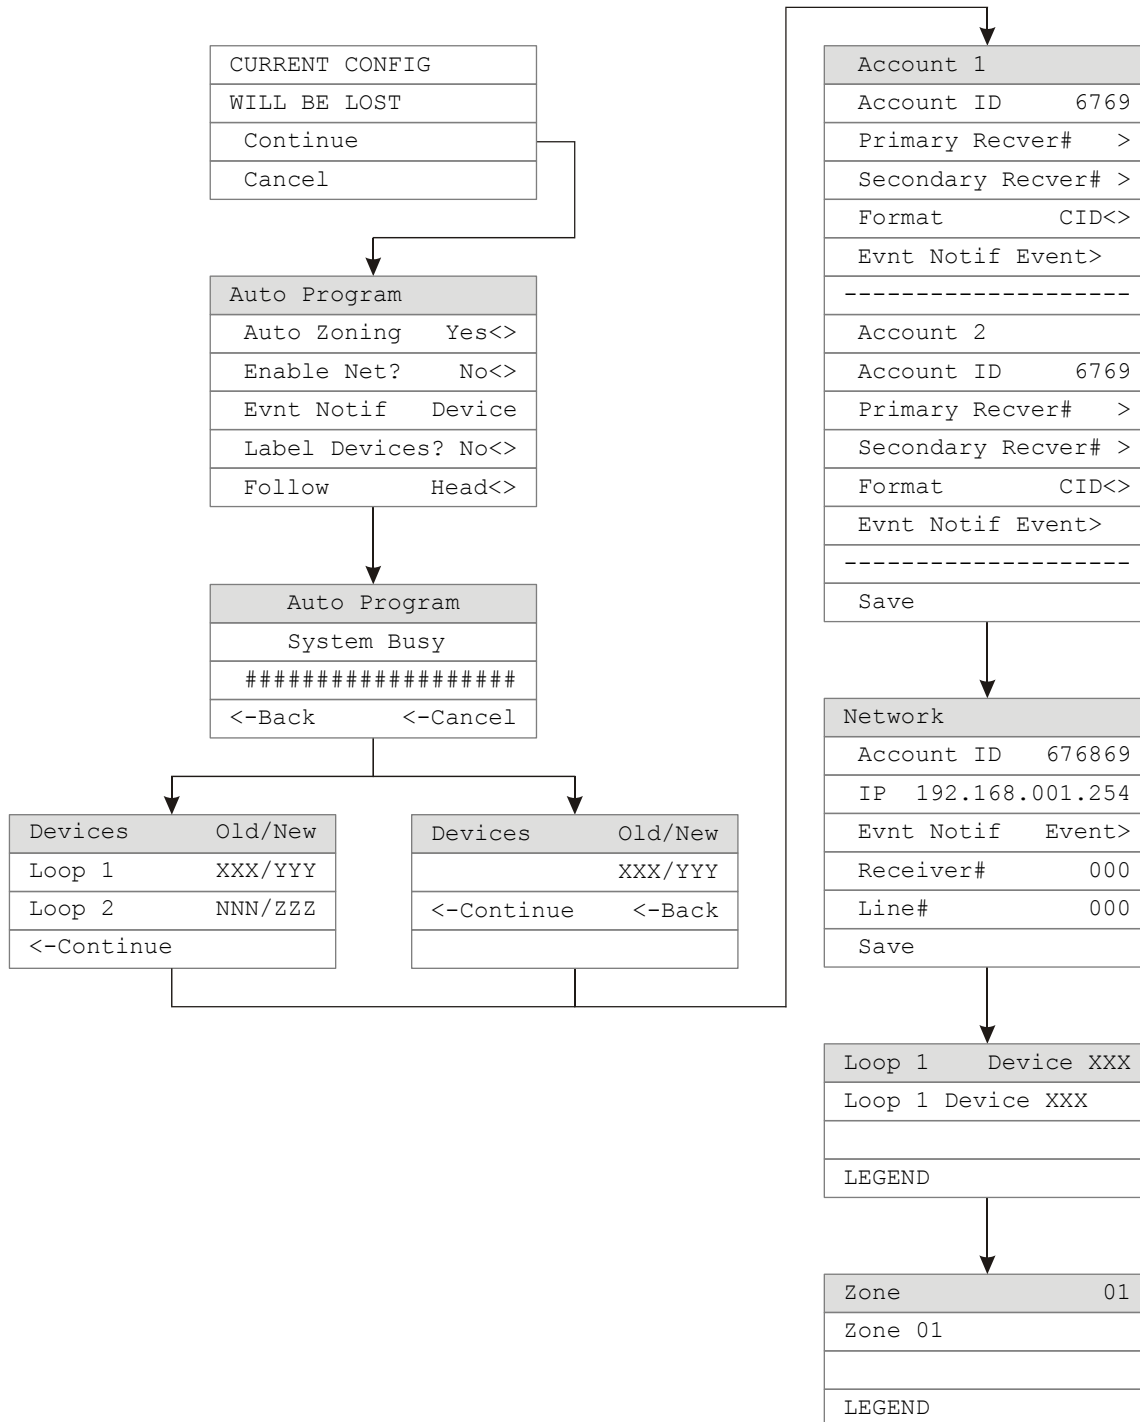 CURRENT CONFIG
WILL BE LOST
Continue
Cancel
Auto Program
Auto Zoning Yes<>
Enable Net? No<>
Evnt Notif Device
Label Devices? No<>
Follow Head<>
Auto Program
System Busy
###################
<-Back <-Cancel
Devices Old/New
Loop 1 XXX/YYY
Loop 2 NNN/ZZZ
<-Continue
Devices Old/New
XXX/YYY
<-Continue <-Back
Account 1
Account ID 6769
Primary Recver# >
Secondary Recver# >
Format CID<>
Evnt Notif Event>
--------------------
Account 2
Account ID 6769
Primary Recver# >
Secondary Recver# >
Format CID<>
Evnt Notif Event>
--------------------
Save
Network
Account ID 676869
IP 192.168.001.254
Evnt Notif Event>
Receiver# 000
Line# 000
Save
Loop 1 Device XXX
Loop 1 Device XXX
LEGEND
Zone 01
Zone 01
LEGEND